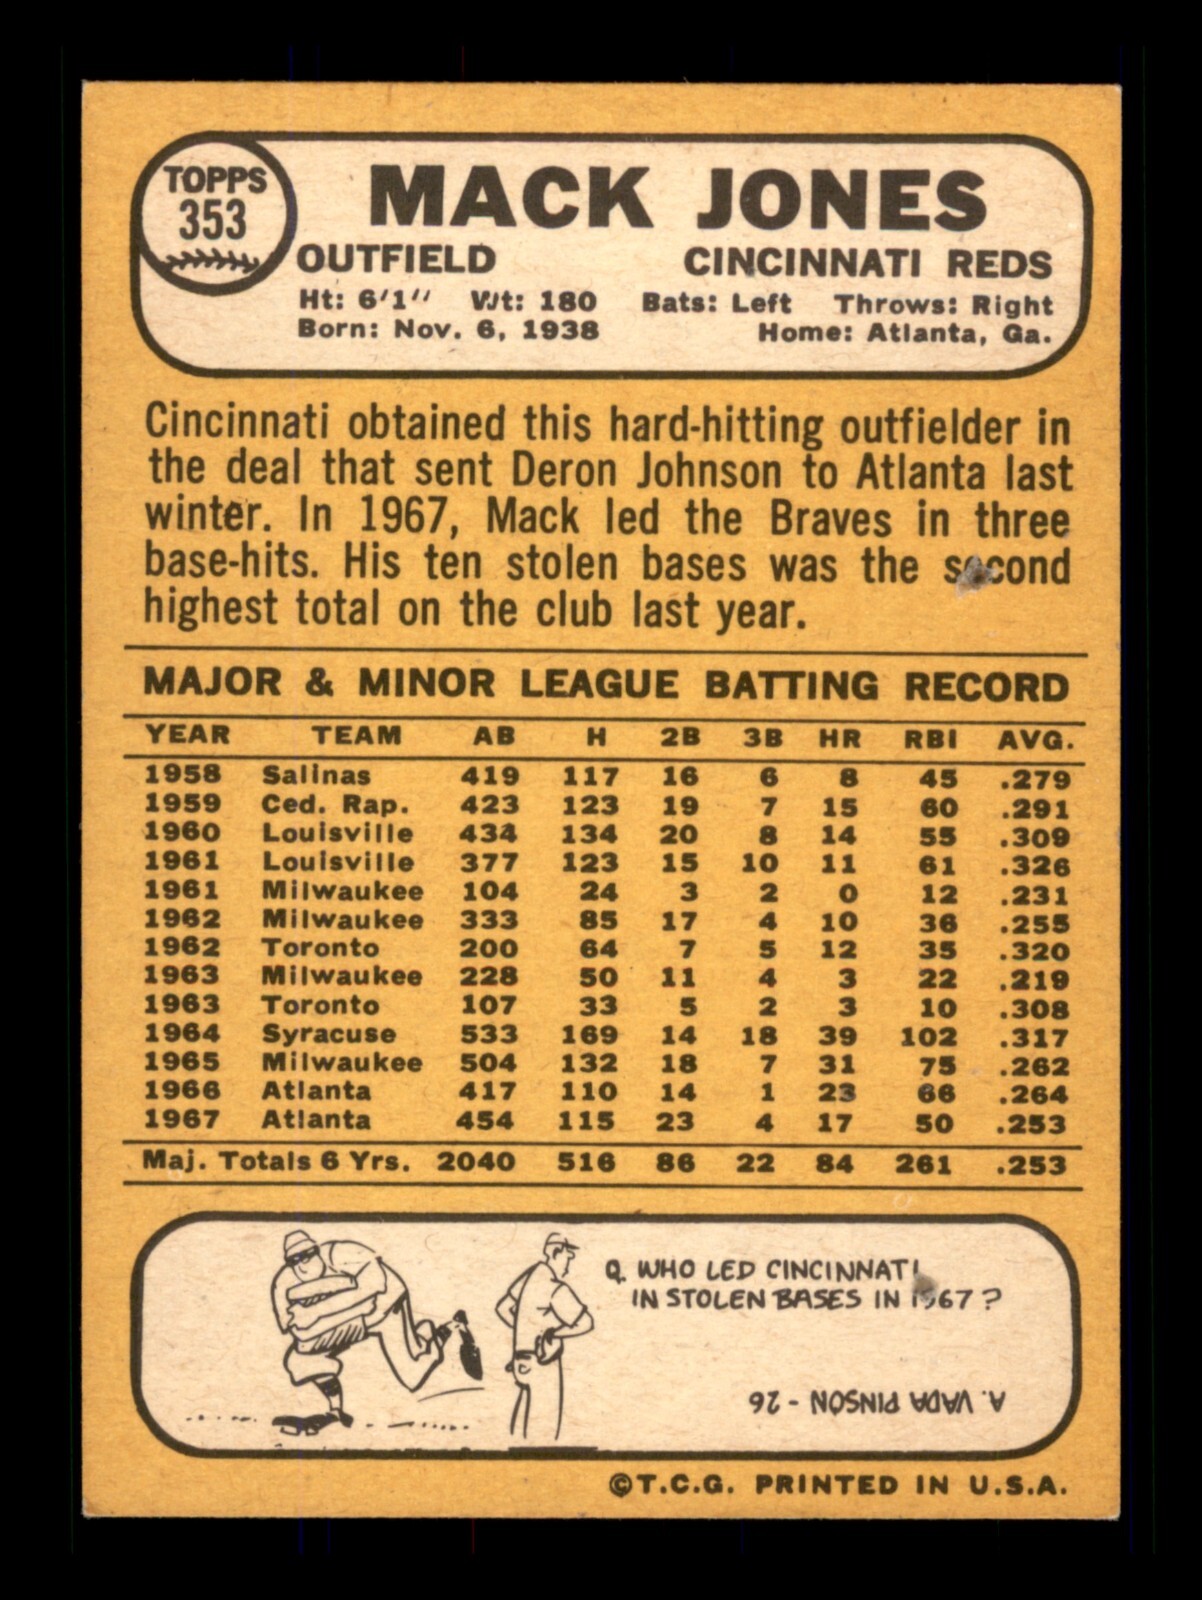 TOPPS
353
MACK JONES
OUTFIELD CINCINNATI REDS
Ht: 6'1" Wt: 180 Bats: Left Throws: Right
Born: Nov. 6, 1938 Home: Atlanta, Ga.
Cincinnati obtained this hard-hitting outfielder in
the deal that sent Deron Johnson to Atlanta last
winter. In 1967, Mack led the Braves in three
base-hits. His ten stolen bases was the second
highest total on the club last year.
MAJOR & MINOR LEAGUE BATTING RECORD
YEAR TEAM AB H 2B 3B HR RBI AVG.
1958 Salinas 419 117 16 6 8 45 .279
1959 Ced. Rap. 423 123 19 7 15 60 .291
1960 Louisville 434 134 20 8 14 55 .309
1961 Louisville 377 123 15 10 11 61 .326
1961 Milwaukee 104 24 3 2 0 12 .231
1962 Milwaukee 333 85 17 4 10 36 .255
1962 Toronto 200 64 7 5 12 35 .320
1963 Milwaukee 228 50 11 4 3 22 .219
1963 Toronto 107 33 5 2 3 10 .308
1964 Syracuse 533 169 14 18 39 102 .317
1965 Milwaukee 504 132 18 7 31 75 .262
1966 Atlanta 417 110 14 1 23 66 .264
1967 Atlanta 454 115 23 4 17 50 .253
Maj. Totals 6 Yrs. 2040 516 86 22 84 261 .253
Q. WHO LED CINCINNATI
IN STOLEN BASES IN 1967?
A. VADA PINSON - 26
©T.C.G. PRINTED IN U.S.A.